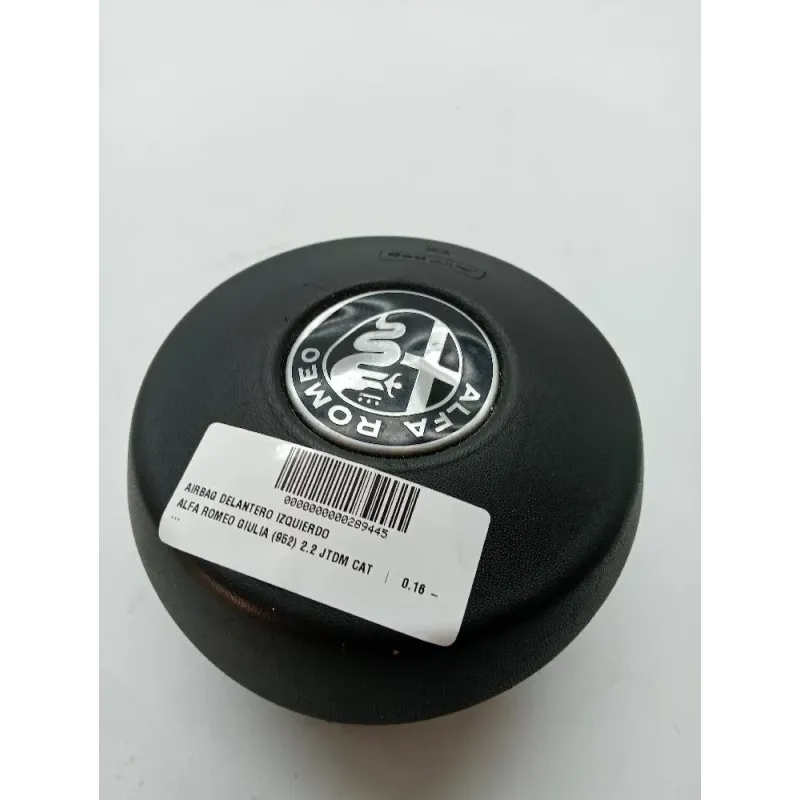 ALFA ROMEO
0000000000289445
AIRBAG DELANTERO IZQUIERDO
ALFA ROMEO GIULIA (952) 2.2 JTDM CAT | 0.16 –
...